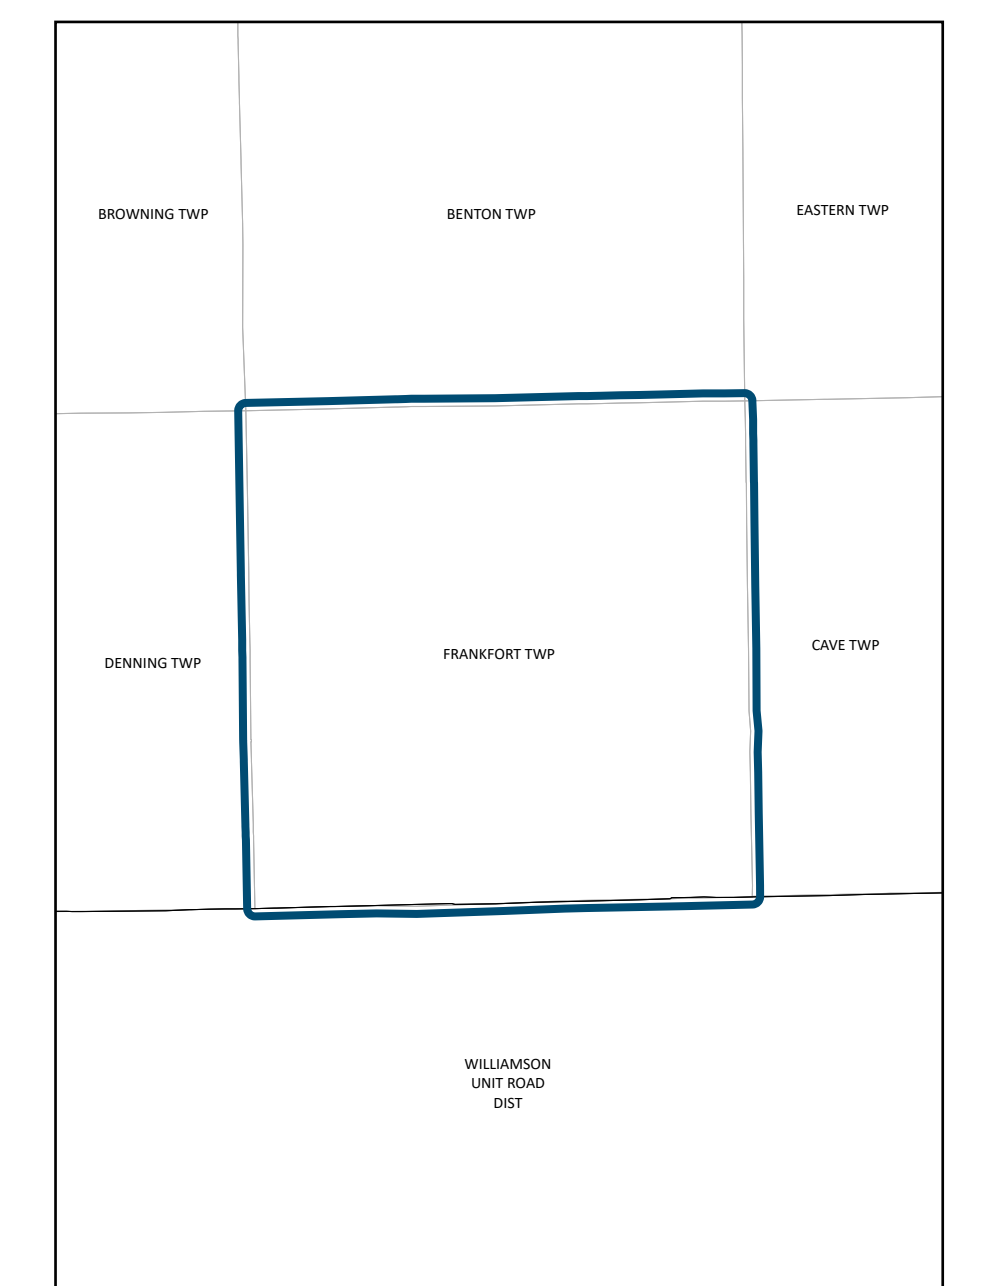 BROWNING TWP
BENTON TWP
EASTERN TWP
DENNING TWP
FRANKFORT TWP
CAVE TWP
WILLIAMSON
UNIT ROAD
DIST